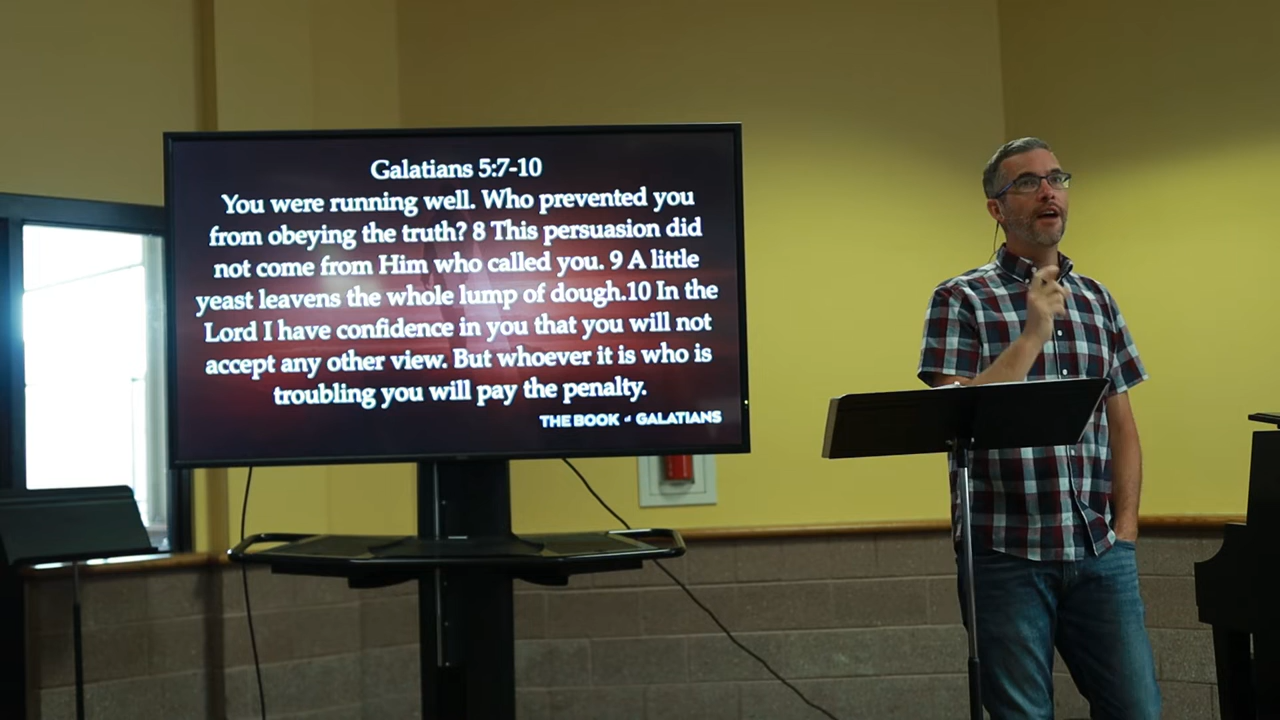 Galatians 5:7-10
You were running well. Who prevented you
from obeying the truth? 8 This persuasion did
not come from Him who called you. 9 A little
yeast leavens the whole lump of dough.10 In the
Lord I have confidence in you that you will not
accept any other view. But whoever it is who is
troubling you will pay the penalty.
THE BOOK of GALATIANS